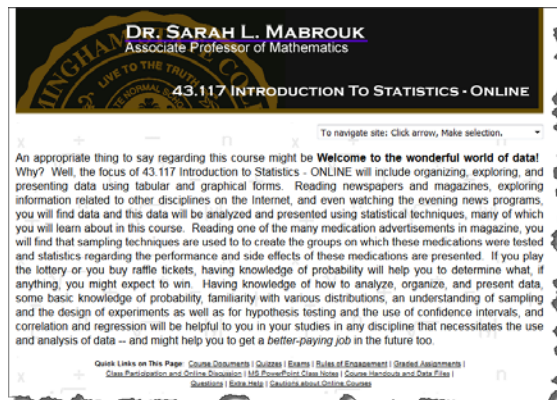 DR. SARAH L. MABROUK
Associate Professor of Mathematics
MINGHAM
LIVE TO THE TRUTH
NORMAL
43.117 INTRODUCTION TO STATISTICS - ONLINE
To navigate site: Click arrow, Make selection.
An appropriate thing to say regarding this course might be Welcome to the wonderful world of data!
Why? Well, the focus of 43.117 Introduction to Statistics - ONLINE will include organizing, exploring, and
presenting data using tabular and graphical forms. Reading newspapers and magazines, exploring
information related to other disciplines on the Internet, and even watching the evening news programs,
you will find data and this data will be analyzed and presented using statistical techniques, many of which
you will learn about in this course. Reading one of the many medication advertisements in magazine, you
will find that sampling techniques are used to to create the groups on which these medications were tested
and statistics regarding the performance and side effects of these medications are presented. If you play
the lottery or you buy raffle tickets, having knowledge of probability will help you to determine what, if
anything, you might expect to win. Having knowledge of how to analyze, organize, and present data,
some basic knowledge of probability, familiarity with various distributions, an understanding of sampling
and the design of experiments as well as for hypothesis testing and the use of confidence intervals, and
correlation and regression will be helpful to you in your studies in any discipline that necessitates the use
and analysis of data -- and might help you to get a better-paying job in the future too.
Quick Links on This Page: Course Documents | Quizzes | Exams | Rules of Engagement | Graded Assignments |
Class Participation and Online Discussion | MS PowerPoint Class Notes | Course Handouts and Data Files |
Questions | Extra Help | Cautions about Online Courses